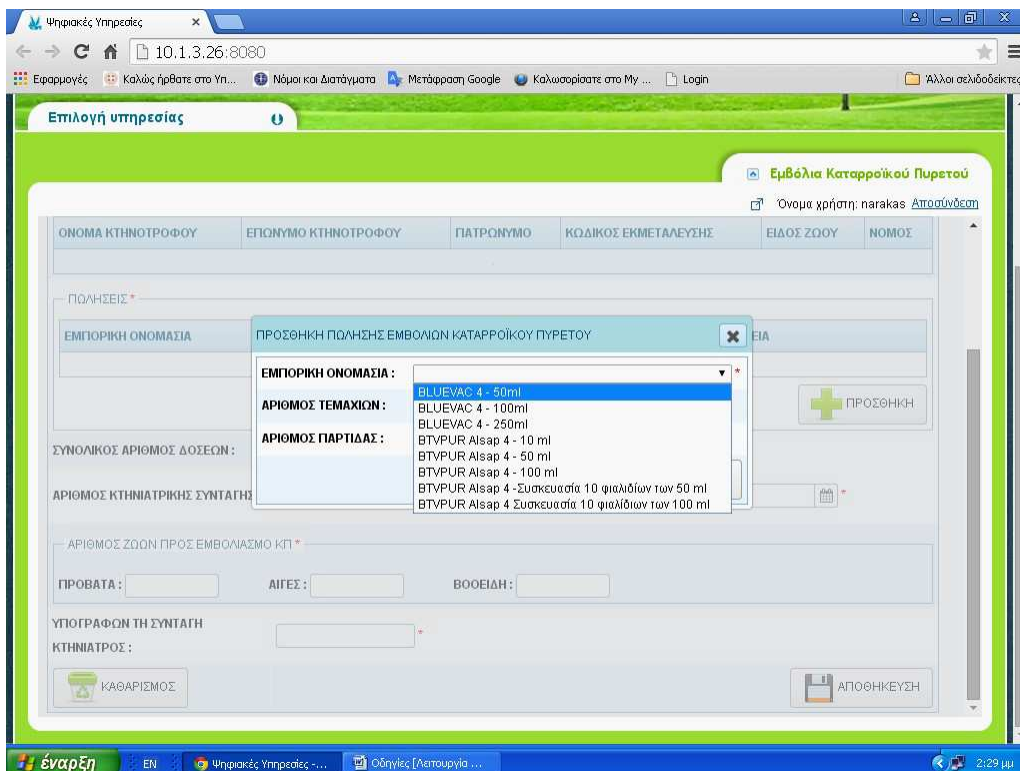 Ψηφιακές Υπηρεσίες
10.1.3.26:8080
Εφαρμογές Καλώς ήρθατε στο Υπ... Νόμοι και Διατάγματα Μετάφραση Google Καλωσορίσατε στο My ... Login Άλλοι σελιδοδείκτες
Επιλογή υπηρεσίας
Εμβόλια Καταρροϊκού Πυρετού
Όνομα χρήστη: narakas Αποσύνδεση
ΟΝΟΜΑ ΚΤΗΝΟΤΡΟΦΟΥ ΕΠΩΝΥΜΟ ΚΤΗΝΟΤΡΟΦΟΥ ΠΑΤΡΩΝΥΜΟ ΚΩΔΙΚΟΣ ΕΚΜΕΤΑΛΕΥΣΗΣ ΕΙΔΟΣ ΖΩΟΥ ΝΟΜΟΣ
ΠΩΛΗΣΕΙΣ *
ΕΜΠΟΡΙΚΗ ΟΝΟΜΑΣΙΑ
ΠΡΟΣΘΗΚΗ ΠΩΛΗΣΗΣ ΕΜΒΟΛΙΩΝ ΚΑΤΑΡΡΟΪΚΟΥ ΠΥΡΕΤΟΥ
ΕΜΠΟΡΙΚΗ ΟΝΟΜΑΣΙΑ : *
BLUEVAC 4 - 50ml
ΑΡΙΘΜΟΣ ΤΕΜΑΧΙΩΝ :
BLUEVAC 4 - 100ml
BLUEVAC 4 - 250ml
ΑΡΙΘΜΟΣ ΠΑΡΤΙΔΑΣ :
BTVPUR Alsap 4 - 10 ml
BTVPUR Alsap 4 - 50 ml
BTVPUR Alsap 4 - 100 ml
BTVPUR Alsap 4 -Συσκευασία 10 φιαλιδίων των 50 ml
BTVPUR Alsap 4 Συσκευασία 10 φιαλίδιων των 100 ml
ΠΡΟΣΘΗΚΗ
ΣΥΝΟΛΙΚΟΣ ΑΡΙΘΜΟΣ ΔΟΣΕΩΝ :
ΑΡΙΘΜΟΣ ΚΤΗΝΙΑΤΡΙΚΗΣ ΣΥΝΤΑΓΗΣ *
ΑΡΙΘΜΟΣ ΖΩΩΝ ΠΡΟΣ ΕΜΒΟΛΙΑΣΜΟ ΚΠ *
ΠΡΟΒΑΤΑ : ΑΙΓΕΣ : ΒΟΟΕΙΔΗ :
ΥΠΟΓΡΑΦΩΝ ΤΗ ΣΥΝΤΑΓΗ
ΚΤΗΝΙΑΤΡΟΣ : *
ΚΑΘΑΡΙΣΜΟΣ ΑΠΟΘΗΚΕΥΣΗ
έναρξη EN Ψηφιακές Υπηρεσίες -... Οδηγίες [Λειτουργία ... 2:29 μμ